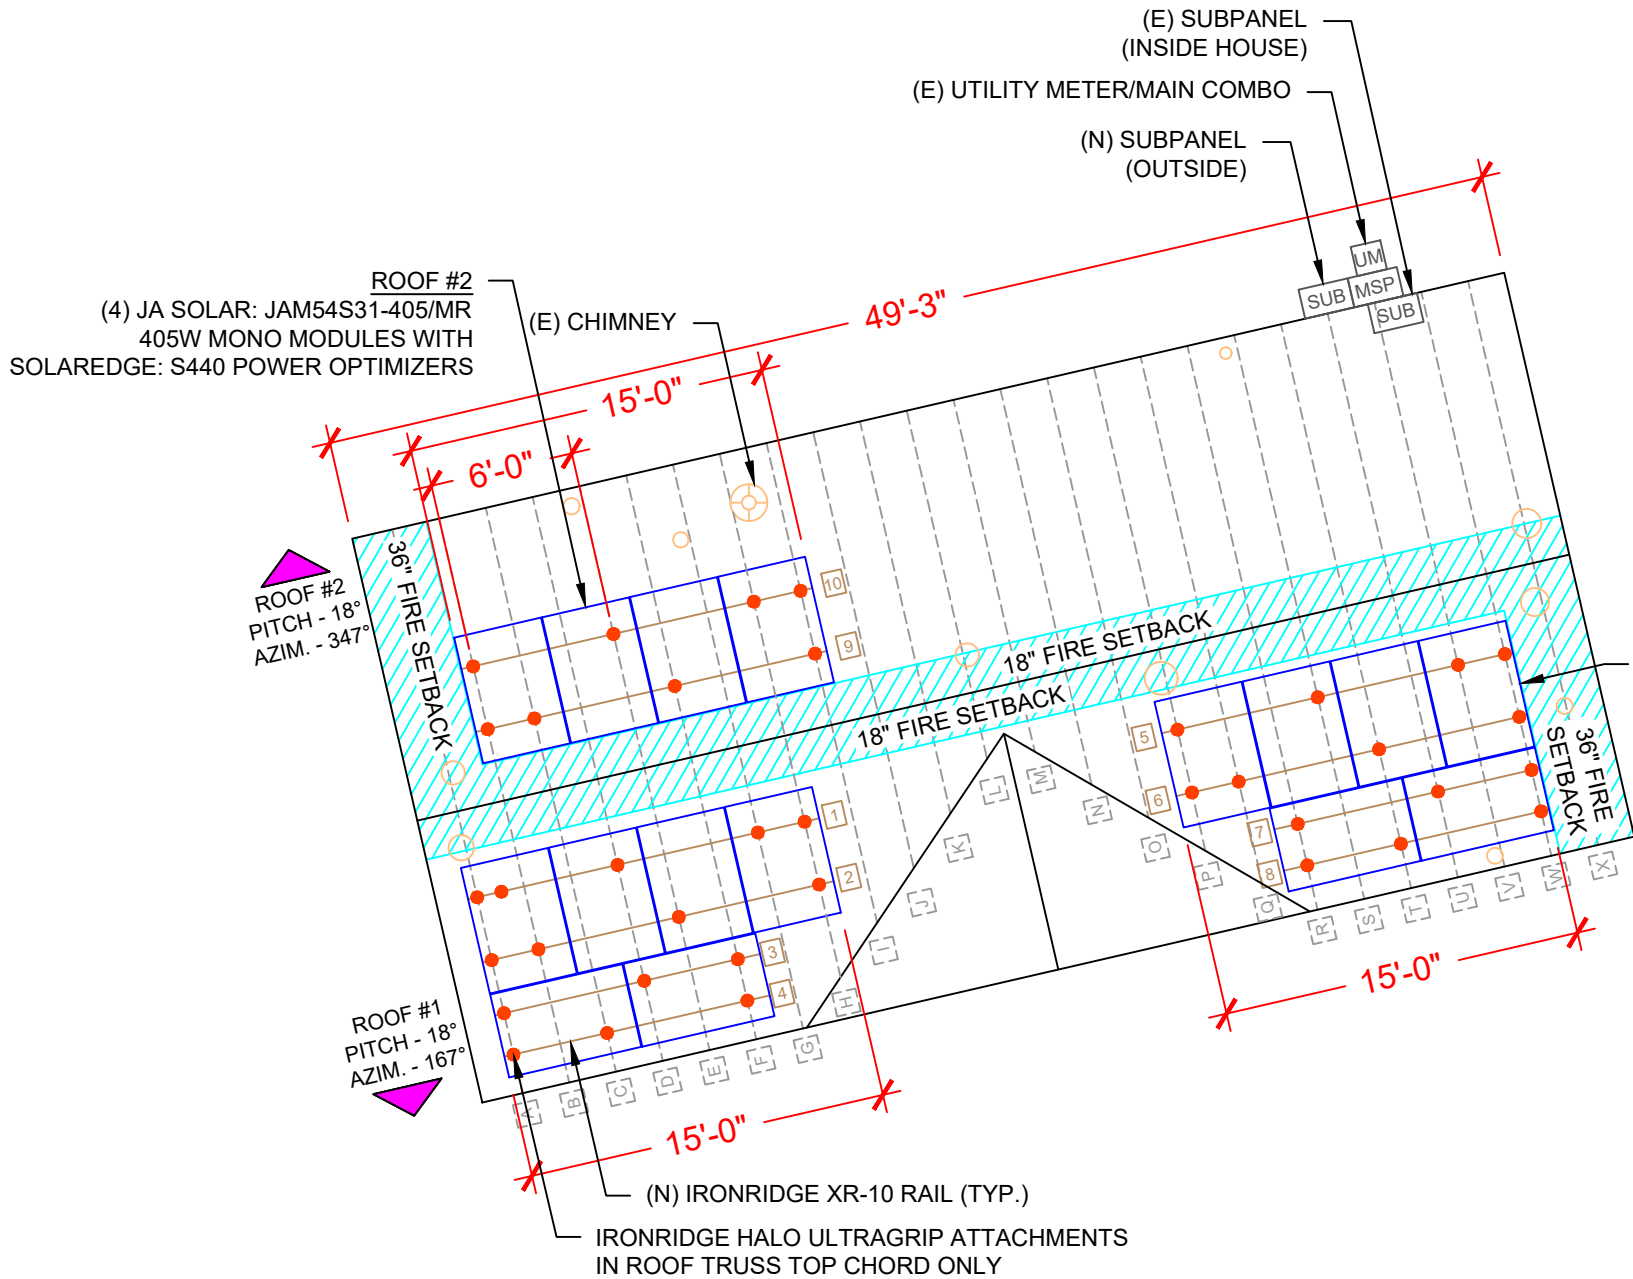 (E) SUBPANEL
(INSIDE HOUSE)
(E) UTILITY METER/MAIN COMBO
(N) SUBPANEL
(OUTSIDE)
UM
MSP
SUB
SUB
ROOF #2
(4) JA SOLAR: JAM54S31-405/MR
405W MONO MODULES WITH
SOLAREDGE: S440 POWER OPTIMIZERS
(E) CHIMNEY
49'-3"
15'-0"
6'-0"
ROOF #2
PITCH - 18°
AZIM. - 347°
36" FIRE SETBACK
10
9
18" FIRE SETBACK
18" FIRE SETBACK
1
2
3
4
5
6
7
8
36" FIRE
SETBACK
A
B
C
D
E
F
G
H
I
J
K
L
M
N
O
P
Q
R
S
T
U
V
W
X
ROOF #1
PITCH - 18°
AZIM. - 167°
15'-0"
15'-0"
(N) IRONRIDGE XR-10 RAIL (TYP.)
IRONRIDGE HALO ULTRAGRIP ATTACHMENTS
IN ROOF TRUSS TOP CHORD ONLY